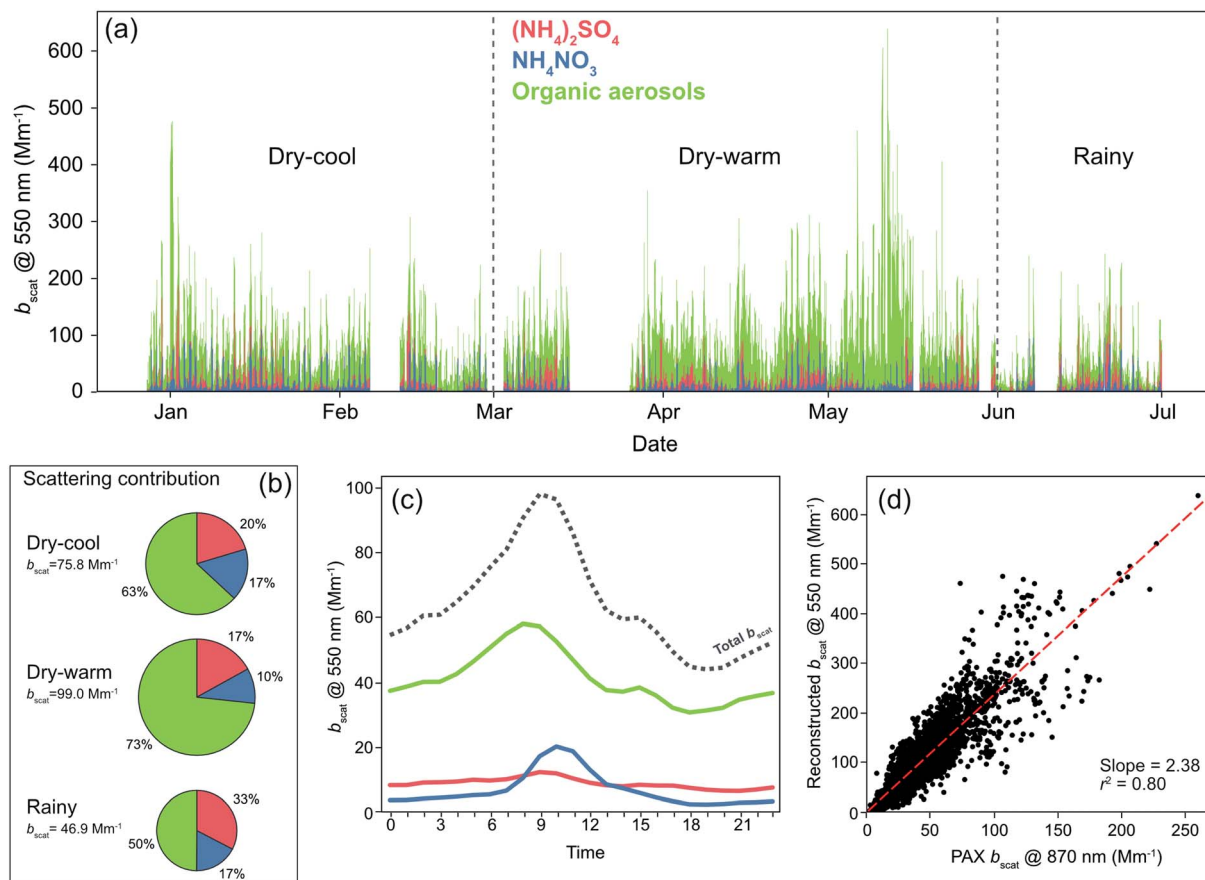 (a)
(NH4)2SO4
NH4NO3
Organic aerosols
Dry-cool
Dry-warm
Rainy
bscat @ 550 nm (Mm-1)
600
500
400
300
200
100
0
Jan Feb Mar Apr May Jun Jul
Date
Scattering contribution
(b)
Dry-cool
bscat=75.8 Mm-1
20%
17%
63%
Dry-warm
bscat=99.0 Mm-1
17%
10%
73%
Rainy
bscat= 46.9 Mm-1
33%
50%
17%
(c)
bscat @ 550 nm (Mm-1)
100
80
60
40
20
0
Total bscat
0 3 6 9 12 15 18 21
Time
(d)
Reconstructed bscat @ 550 nm (Mm-1)
600
500
400
300
200
100
0
Slope = 2.38
r2 = 0.80
0 50 100 150 200 250
PAX bscat @ 870 nm (Mm-1)